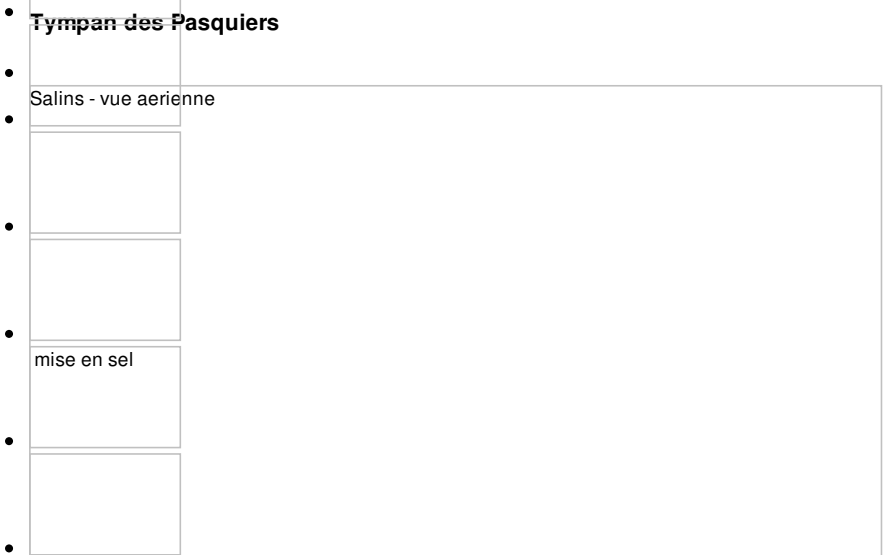 Tympan des Pasquiers
Salins - vue aerienne
mise en sel